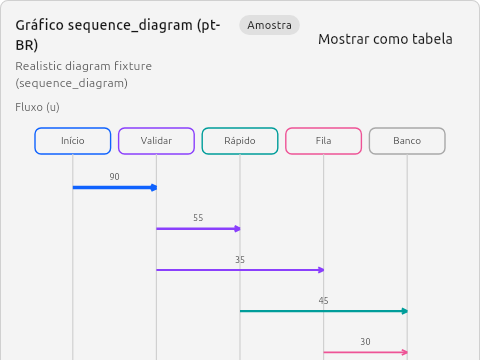 Gráfico sequence_diagram (pt-
BR)
Amostra
Mostrar como tabela
Realistic diagram fixture
(sequence_diagram)
Fluxo (u)
Início
Validar
Rápido
Fila
Banco
90
55
35
45
30